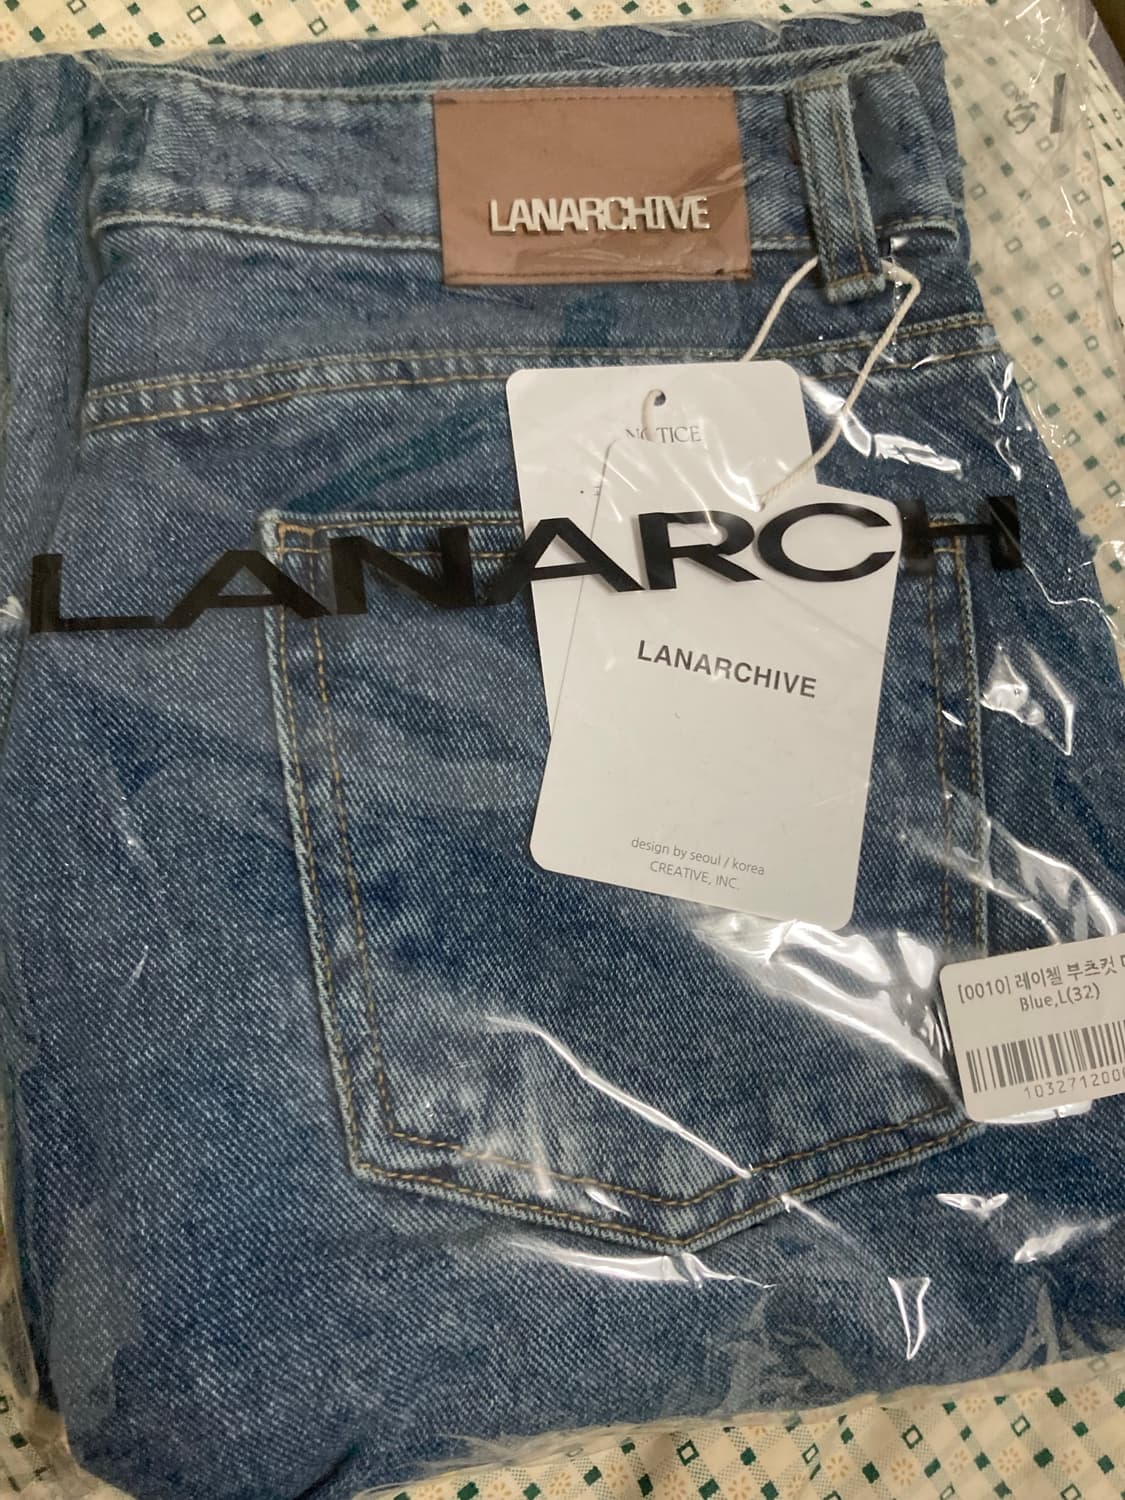 LANARCHIVE
NOTICE
LANARCH
LANARCHIVE
design by seoul / korea
CREATIVE, INC.
[0010] 레이첼 부츠컷
Blue,L(32)
103271200